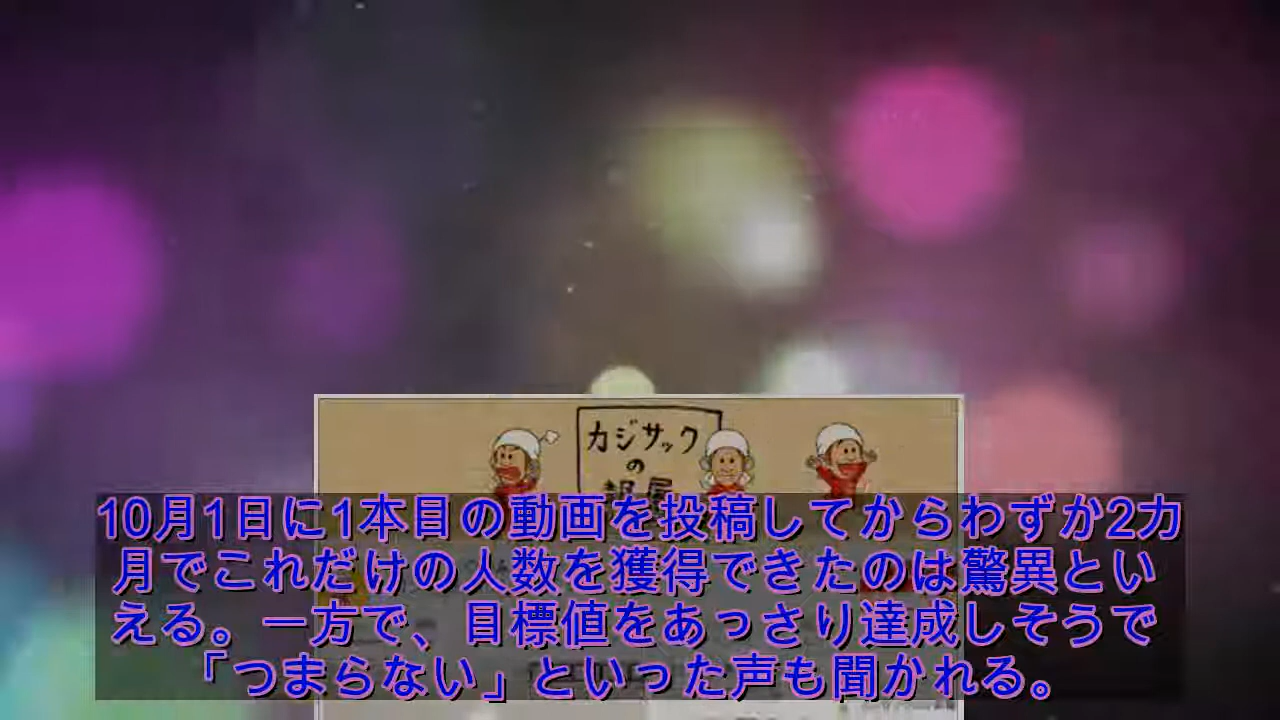 カジサック
の
部屋
10月1日に1本目の動画を投稿してからわずか2カ
月でこれだけの人数を獲得できたのは驚異とい
える。一方で、目標値をあっさり達成しそうで
「つまらない」といった声も聞かれる。